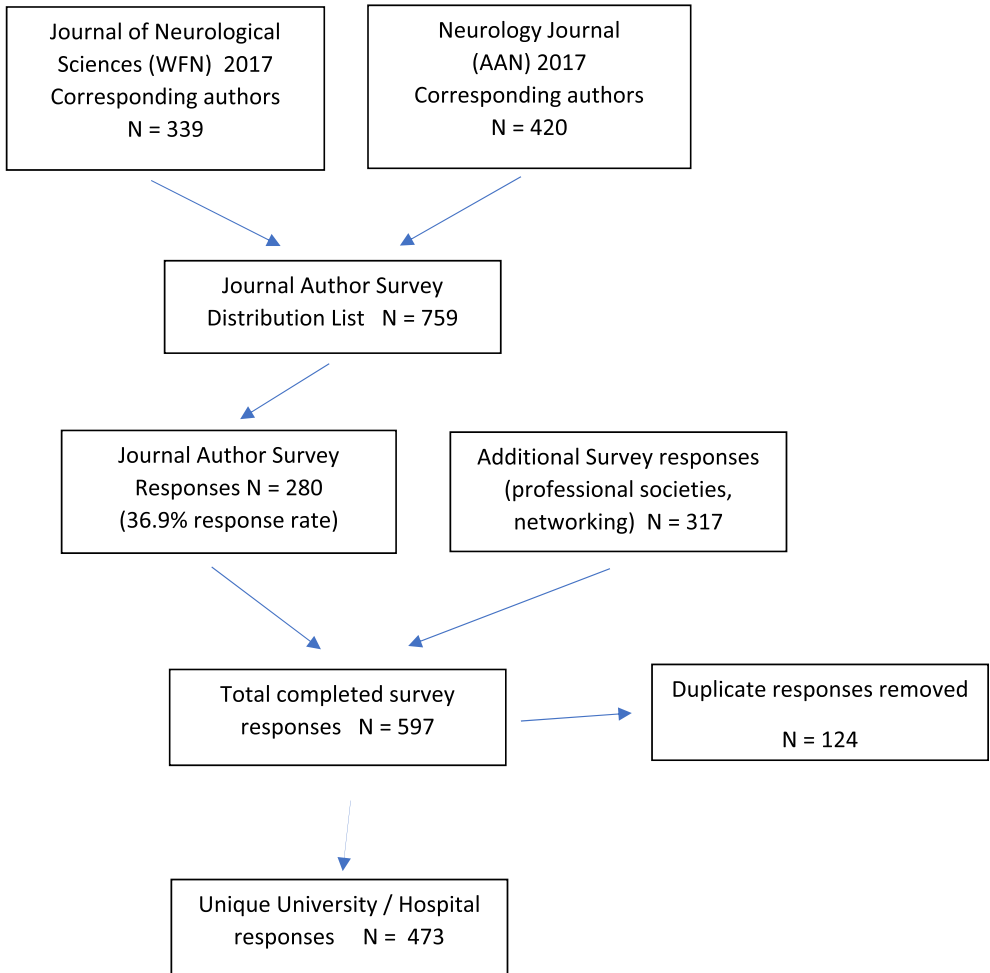 Journal of Neurological
Sciences (WFN) 2017
Corresponding authors
N = 339
Neurology Journal
(AAN) 2017
Corresponding authors
N = 420
Journal Author Survey
Distribution List N = 759
Journal Author Survey
Responses N = 280
(36.9% response rate)
Additional Survey responses
(professional societies,
networking) N = 317
Total completed survey
responses N = 597
Duplicate responses removed
N = 124
Unique University / Hospital
responses N = 473